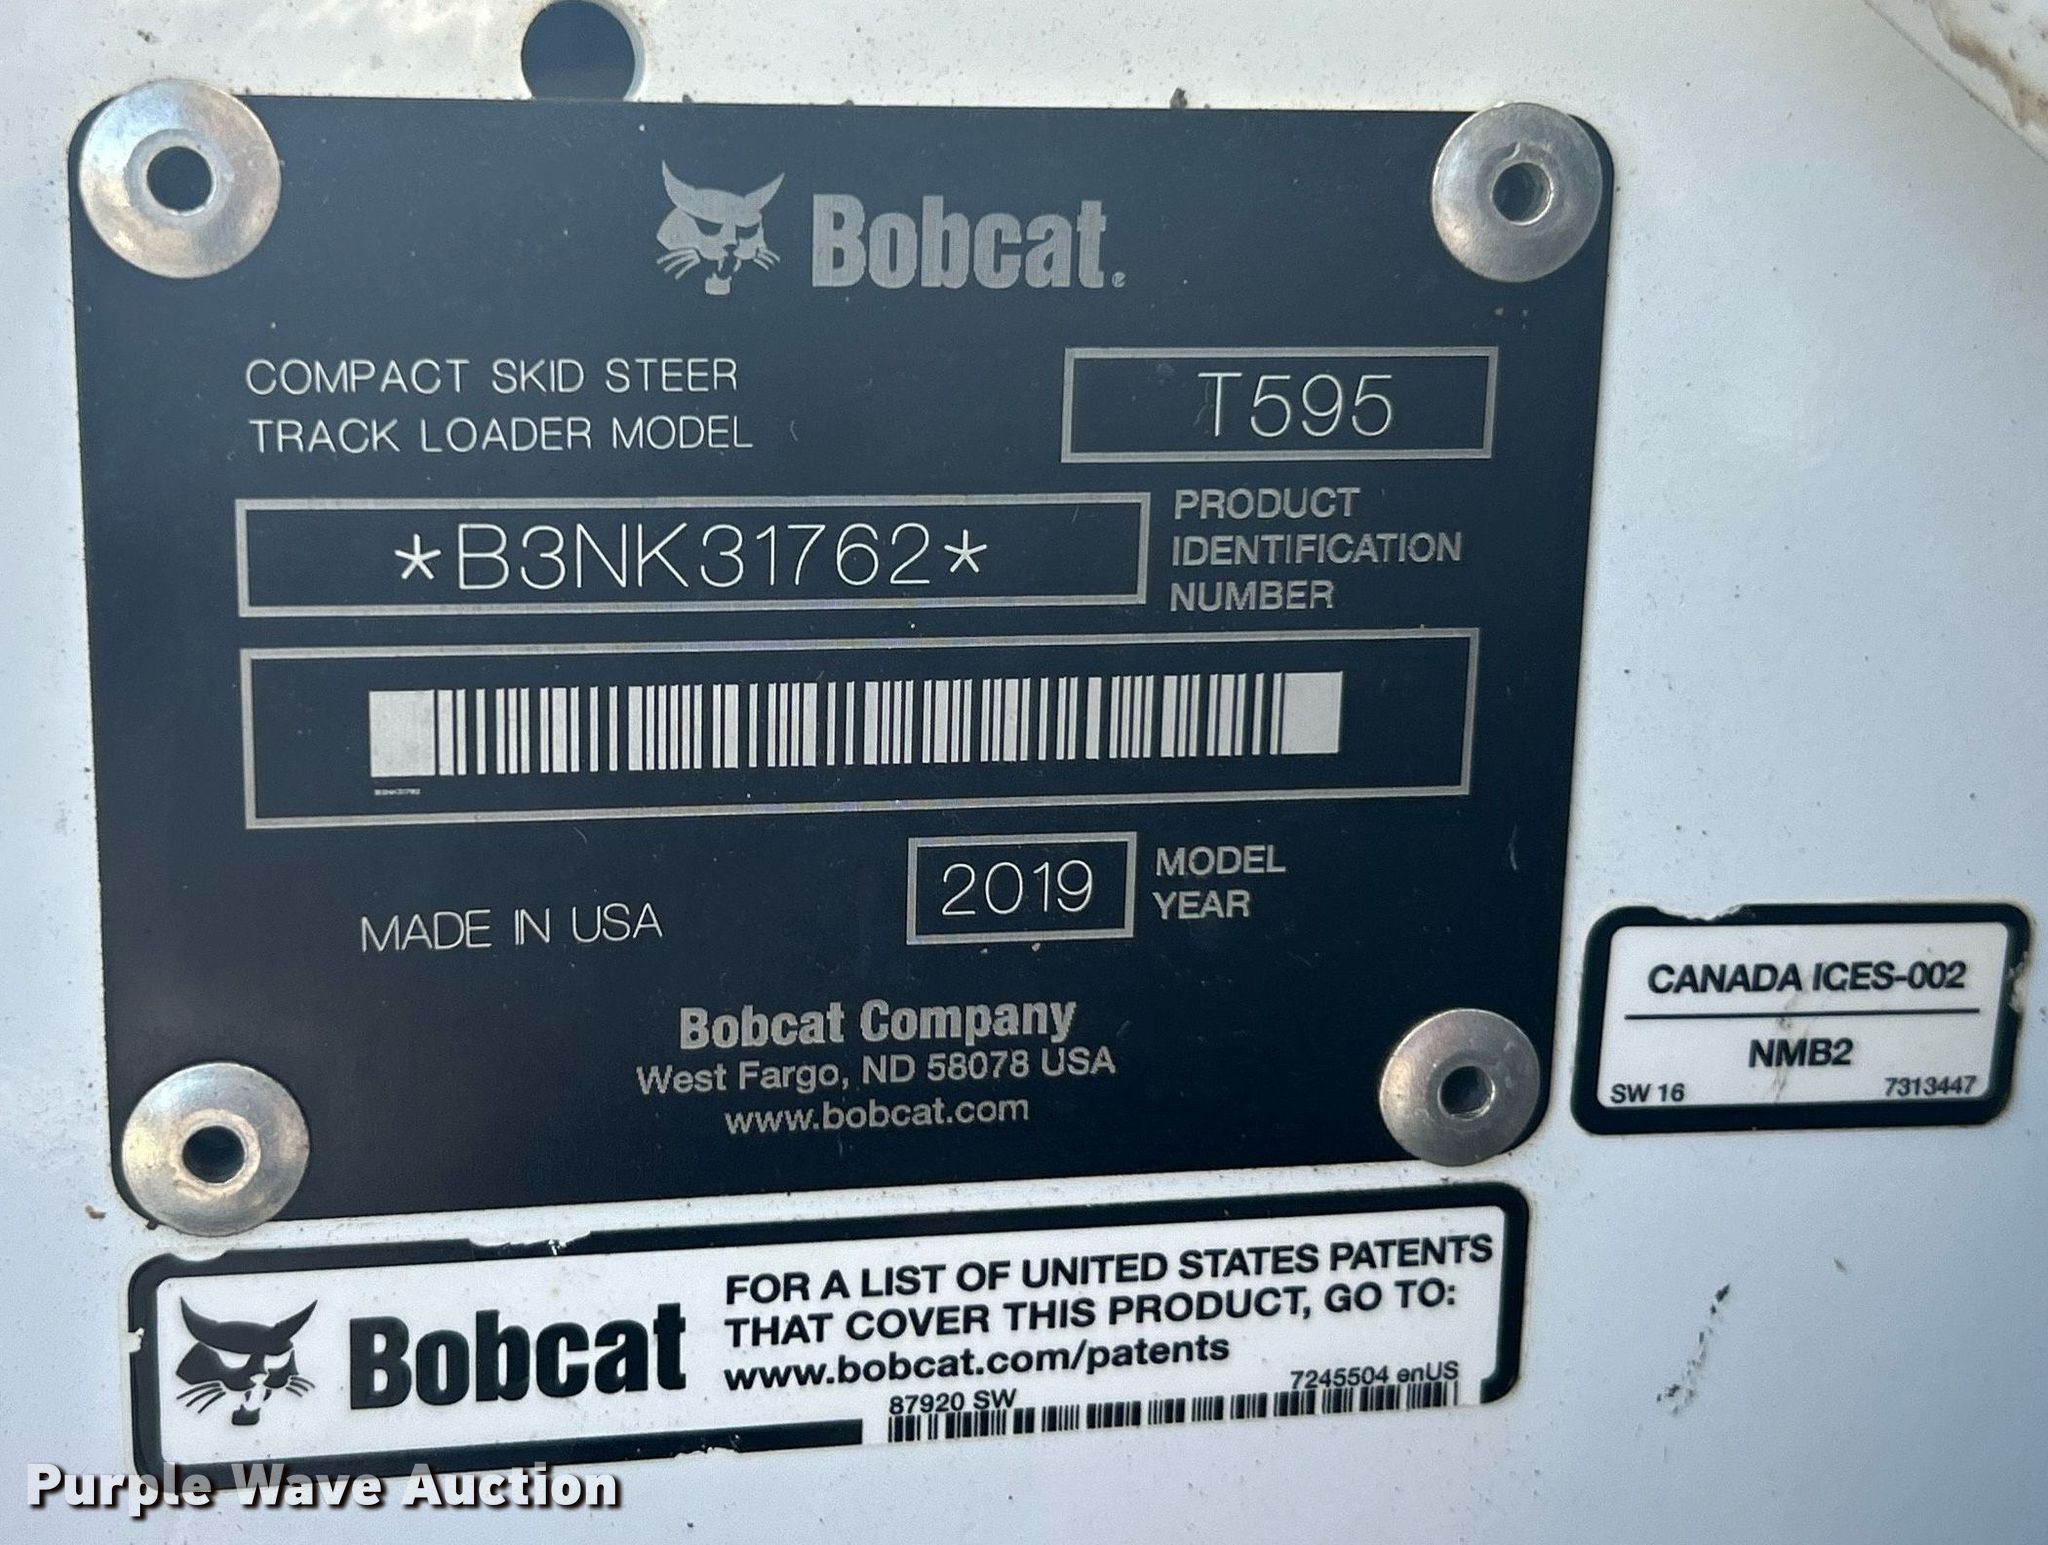 Bobcat
COMPACT SKID STEER
TRACK LOADER MODEL
T595
*B3NK31762*
PRODUCT
IDENTIFICATION
NUMBER
B3NK31762
MADE IN USA
2019
MODEL
YEAR
Bobcat Company
West Fargo, ND 58078 USA
www.bobcat.com
CANADA ICES-002
NMB2
SW 16
7313447
Bobcat
FOR A LIST OF UNITED STATES PATENTS
THAT COVER THIS PRODUCT, GO TO:
www.bobcat.com/patents
87920 SW
7245504 enUS
Purple Wave Auction